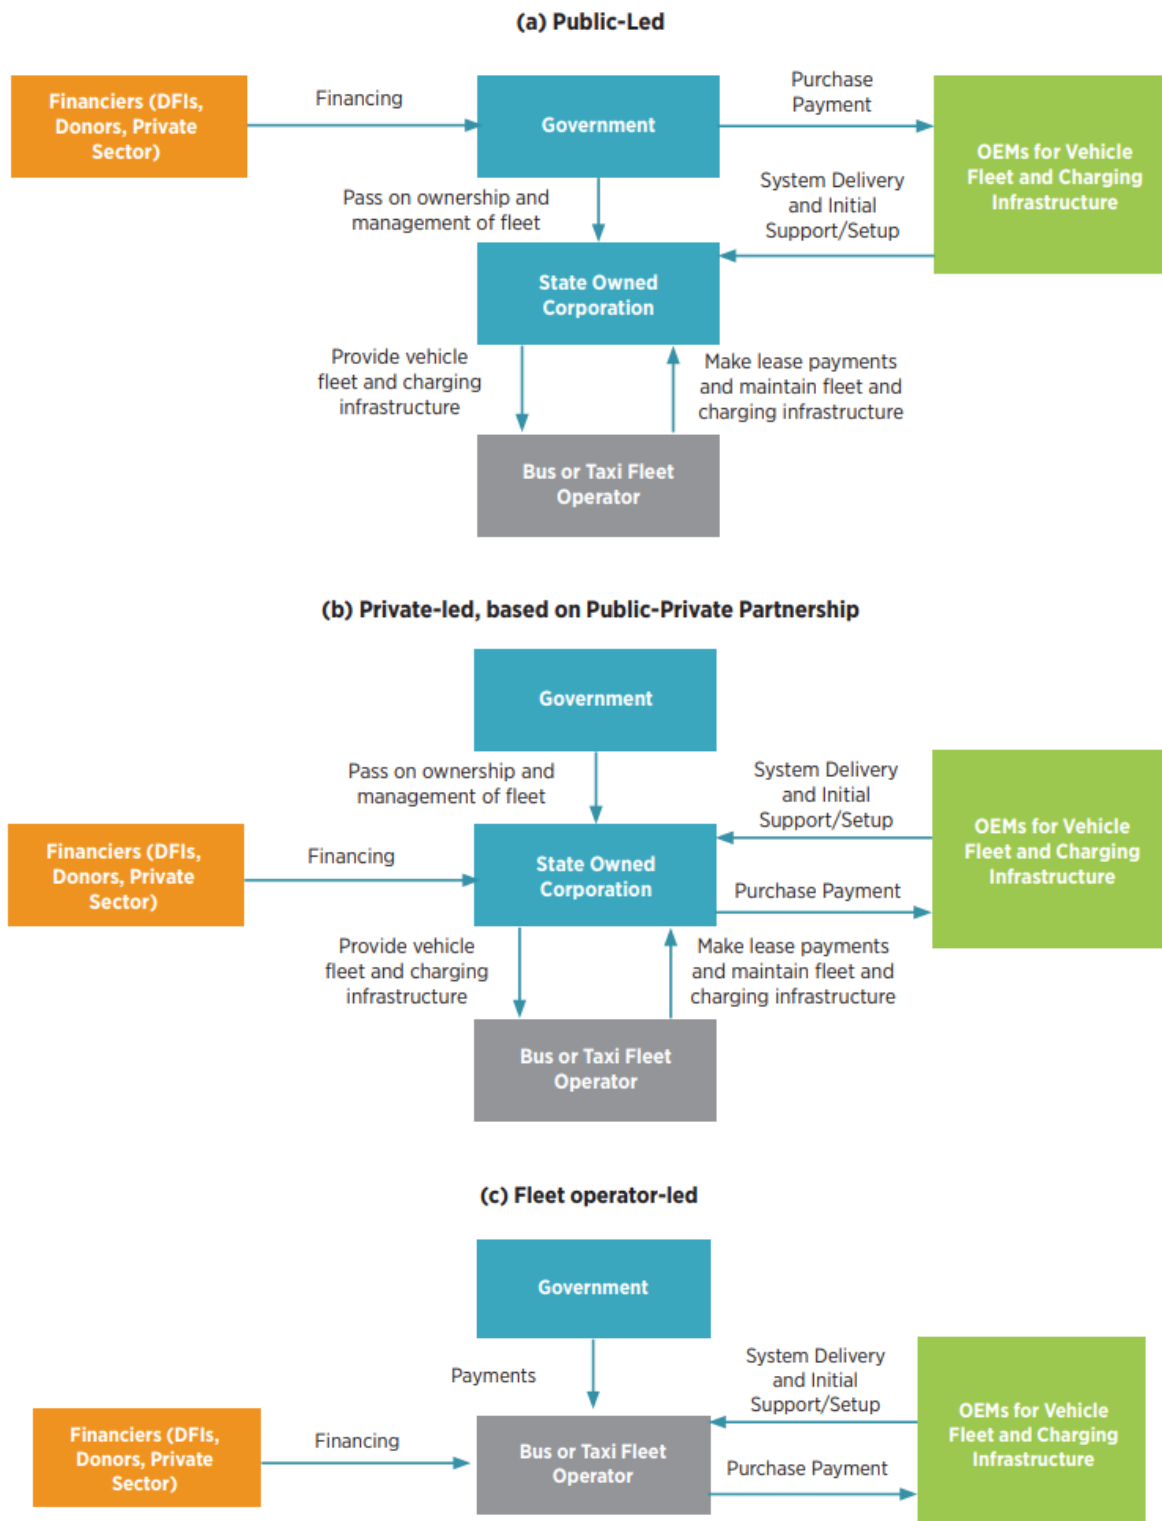 (a) Public-Led
Financiers (DFIs,
Donors, Private
Sector)
Financing
Government
Purchase
Payment
OEMs for Vehicle
Fleet and Charging
Infrastructure
Pass on ownership and
management of fleet
System Delivery
and Initial
Support/Setup
State Owned
Corporation
Provide vehicle
fleet and charging
infrastructure
Make lease payments
and maintain fleet and
charging infrastructure
Bus or Taxi Fleet
Operator
(b) Private-led, based on Public-Private Partnership
Government
Pass on ownership and
management of fleet
System Delivery
and Initial
Support/Setup
OEMs for Vehicle
Fleet and Charging
Infrastructure
Financiers (DFIs,
Donors, Private
Sector)
Financing
State Owned
Corporation
Purchase Payment
Provide vehicle
fleet and charging
infrastructure
Make lease payments
and maintain fleet and
charging infrastructure
Bus or Taxi Fleet
Operator
(c) Fleet operator-led
Government
Payments
System Delivery
and Initial
Support/Setup
OEMs for Vehicle
Fleet and Charging
Infrastructure
Financiers (DFIs,
Donors, Private
Sector)
Financing
Bus or Taxi Fleet
Operator
Purchase Payment